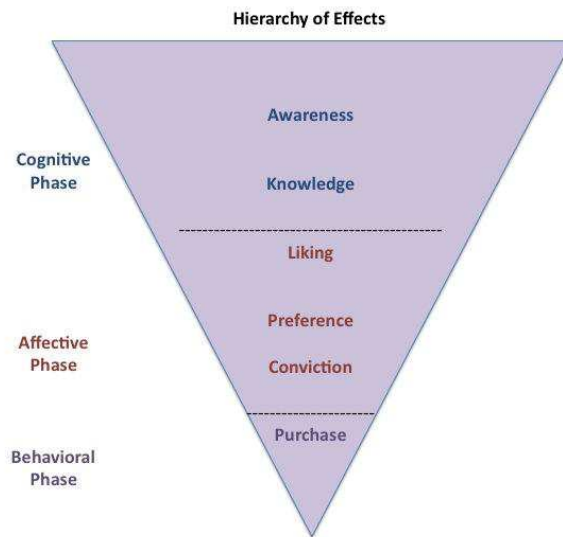 Hierarchy of Effects
Awareness
Cognitive
Phase
Knowledge
Liking
Preference
Affective
Phase
Conviction
Purchase
Behavioral
Phase